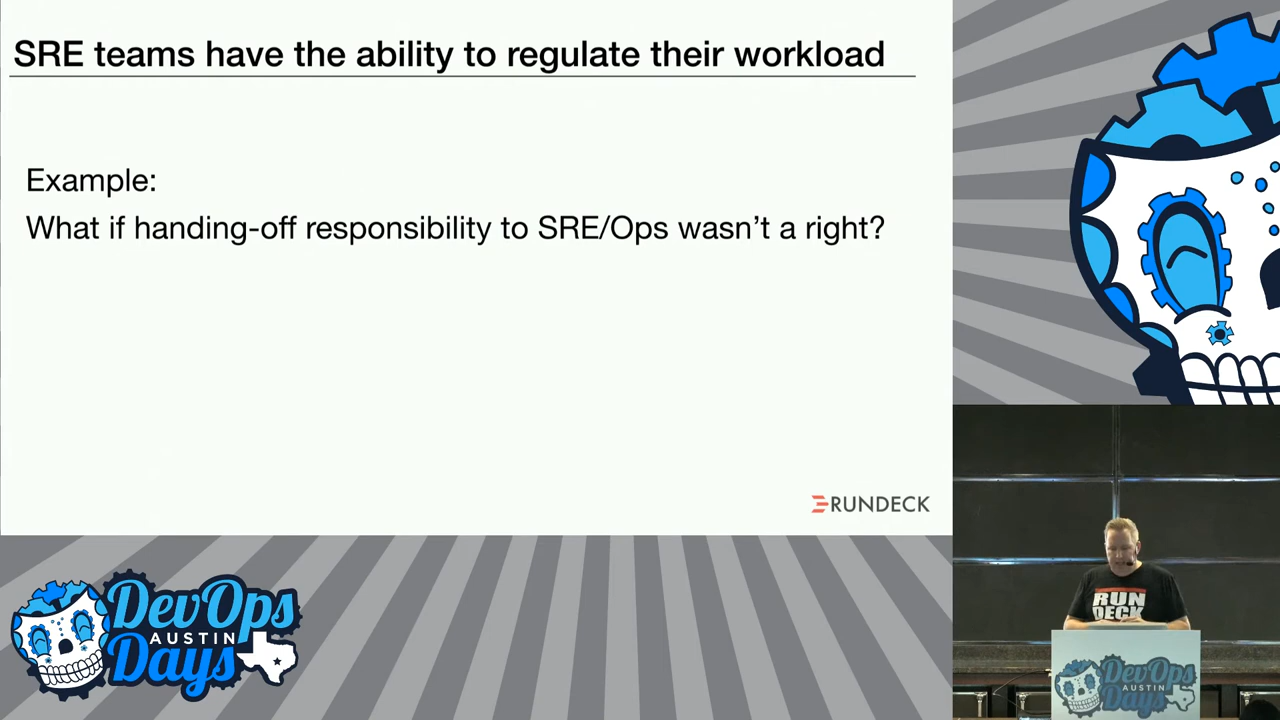 SRE teams have the ability to regulate their workload
Example:
What if handing-off responsibility to SRE/Ops wasn’t a right?
RUNDECK
DevOps
AUSTIN
Days
RUN
DECK
DevOps
AUSTIN
Days